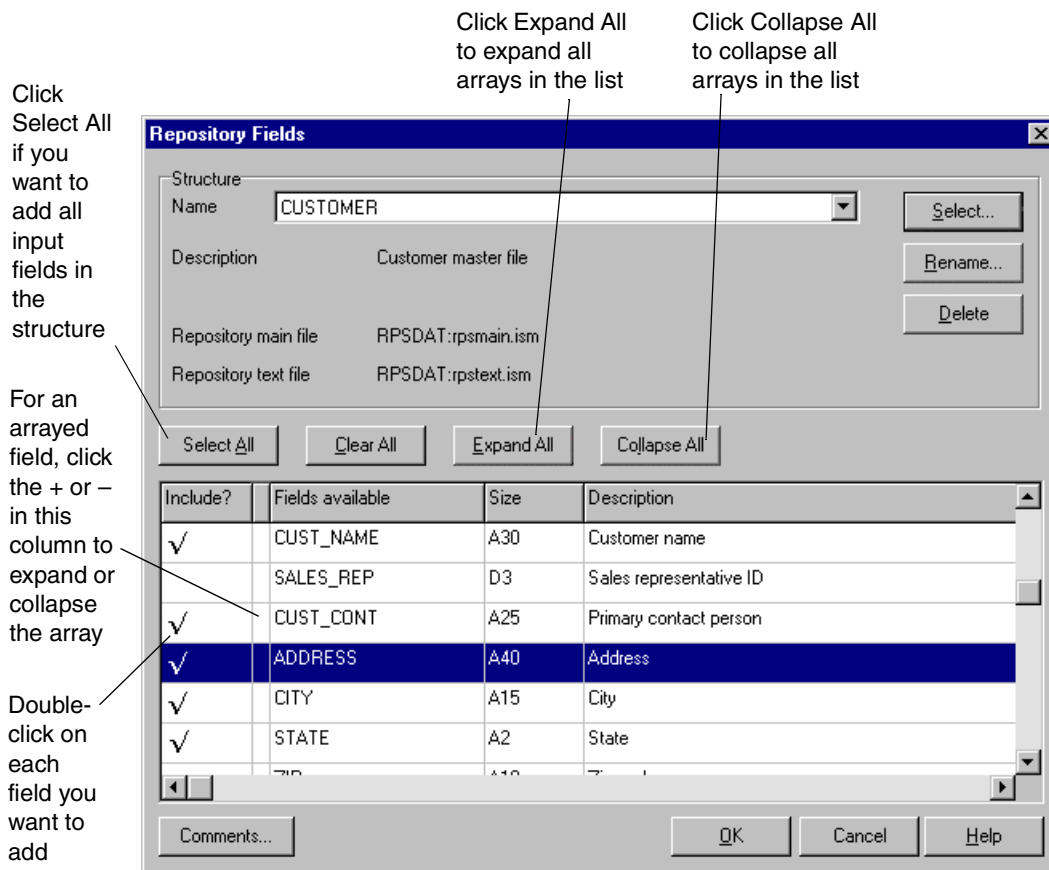 Click Expand All
to expand all
arrays in the list
Click Collapse All
to collapse all
arrays in the list
Click
Select All
if you
want to
add all
input
fields in
the
structure
For an
arrayed
field, click
the + or –
in this
column to
expand or
collapse
the array
Double-
click on
each
field you
want to
add
Repository Fields
Structure
Name CUSTOMER Select...
Description Customer master file Rename...
Delete
Repository main file RPSDAT:rpsmain.ism
Repository text file RPSDAT:rpstext.ism
Select All Clear All Expand All Collapse All
Include? Fields available Size Description
√ CUST_NAME A30 Customer name
SALES_REP D3 Sales representative ID
√ CUST_CONT A25 Primary contact person
√ ADDRESS A40 Address
√ CITY A15 City
√ STATE A2 State
Comments... OK Cancel Help